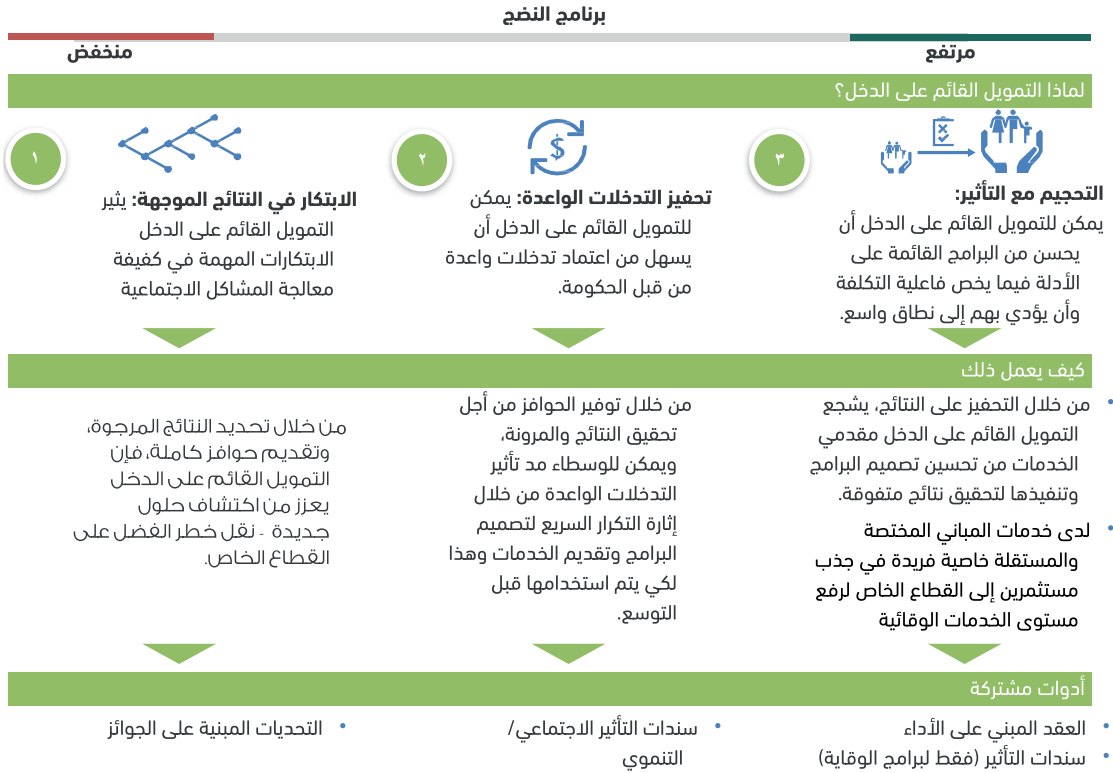 برنامج النضج
مرتفع
منخفض
لماذا التمويل القائم على الدخل؟
٣
التحجيم مع التأثير:
يمكن للتمويل القائم على الدخل أن
يحسن من البرامج القائمة على
الأدلة فيما يخص فاعلية التكلفة
وأن يؤدي بهم إلى نطاق واسع.
٢
تحفيز التدخلات الواعدة: يمكن
للتمويل القائم على الدخل أن
يسهل من اعتماد تدخلات واعدة
من قبل الحكومة.
١
الابتكار في النتائج الموجهة: يثير
التمويل القائم على الدخل
الابتكارات المهمة في كفيفة
معالجة المشاكل الاجتماعية
كيف يعمل ذلك
• من خلال التحفيز على النتائج، يشجع
التمويل القائم على الدخل مقدمي
الخدمات من تحسين تصميم البرامج
وتنفيذها لتحقيق نتائج متفوقة.
• لدى خدمات المباني المختصة
والمستقلة خاصية فريدة في جذب
مستثمرين إلى القطاع الخاص لرفع
مستوى الخدمات الوقائية
من خلال توفير الحوافز من أجل
تحقيق النتائج والمرونة،
ويمكن للوسطاء مد تأثير
التدخلات الواعدة من خلال
إثارة التكرار السريع لتصميم
البرامج وتقديم الخدمات وهذا
لكي يتم استخدامها قبل
التوسع.
من خلال تحديد النتائج المرجوة،
وتقديم حوافز كاملة، فإن
التمويل القائم على الدخل
يعزز من اكتشاف حلول
جديدة - نقل خطر الفضل على
القطاع الخاص.
أدوات مشتركة
• العقد المبني على الأداء
• سندات التأثير (فقط لبرامج الوقاية)
• سندات التأثير الاجتماعي/
التنموي
• التحديات المبنية على الجوائز